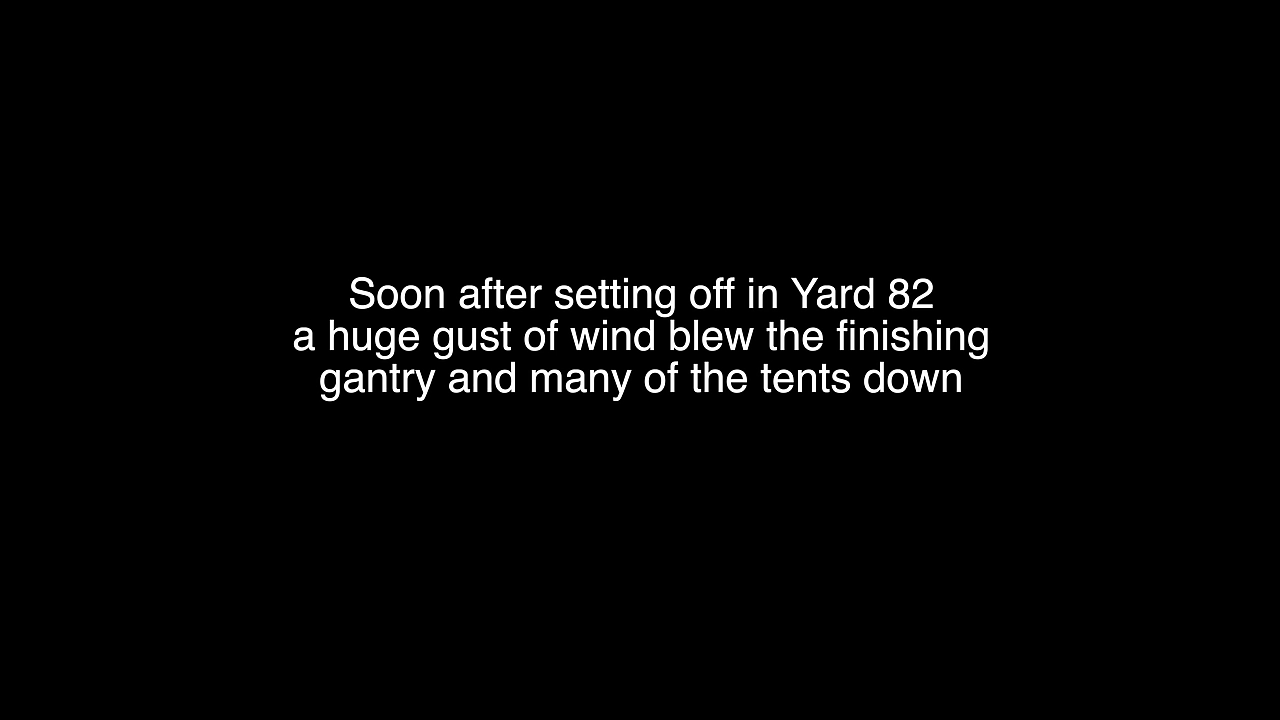 Soon after setting off in Yard 82
a huge gust of wind blew the finishing
gantry and many of the tents down